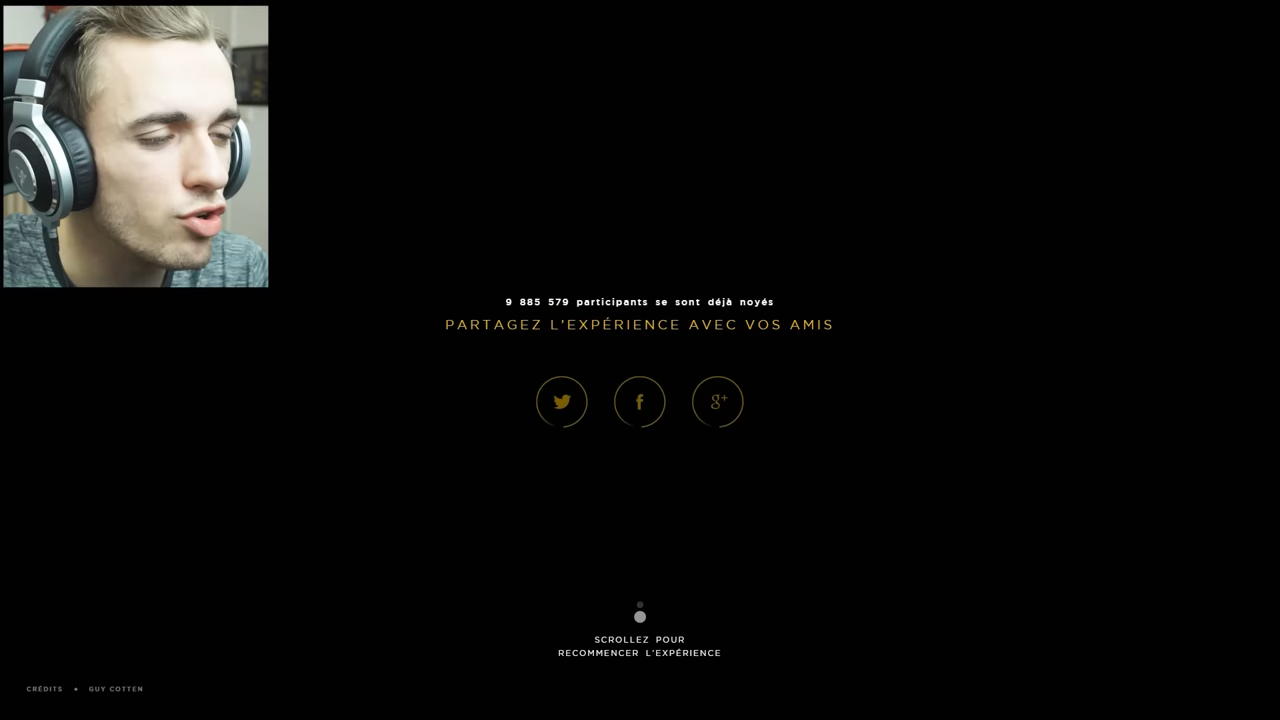 9 885 579 participants se sont déjà noyés
PARTAGEZ L'EXPÉRIENCE AVEC VOS AMIS
g+
SCROLLEZ POUR
RECOMMENCER L'EXPÉRIENCE
CRÉDITS • GUY COTTEN